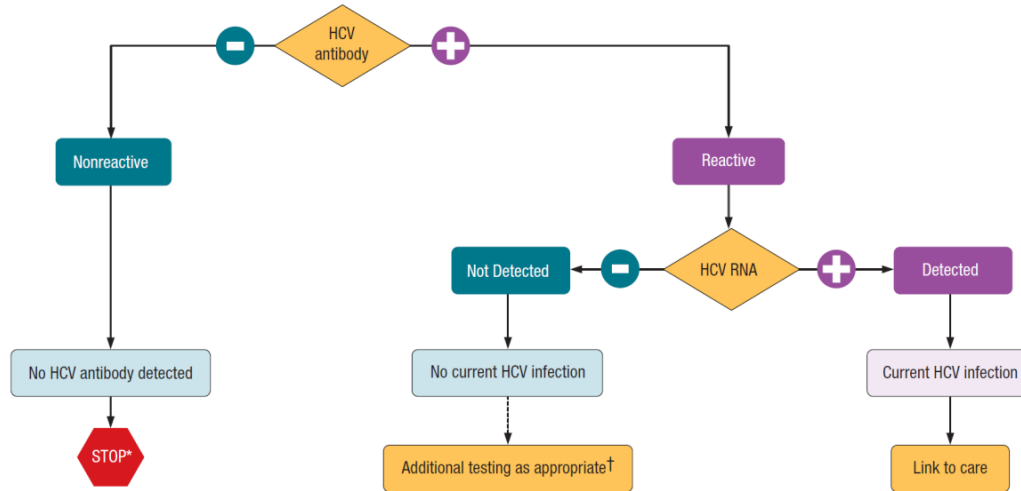 HCV
antibody
Nonreactive
Reactive
Not Detected
HCV RNA
Detected
No HCV antibody detected
No current HCV infection
Current HCV infection
STOP*
Additional testing as appropriate†
Link to care